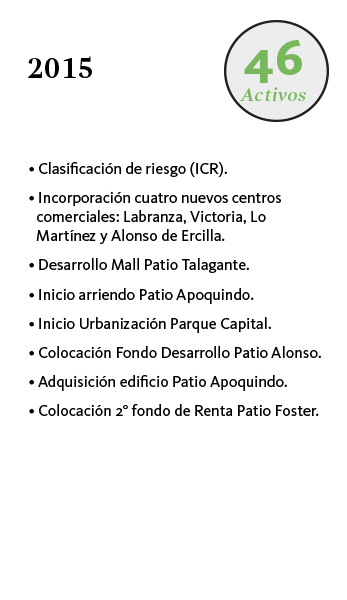 2015
46
Activos
• Clasificación de riesgo (ICR).
• Incorporación cuatro nuevos centros
comerciales: Labranza, Victoria, Lo
Martínez y Alonso de Ercilla.
• Desarrollo Mall Patio Talagante.
• Inicio arriendo Patio Apoquindo.
• Inicio Urbanización Parque Capital.
• Colocación Fondo Desarrollo Patio Alonso.
• Adquisición edificio Patio Apoquindo.
• Colocación 2º fondo de Renta Patio Foster.